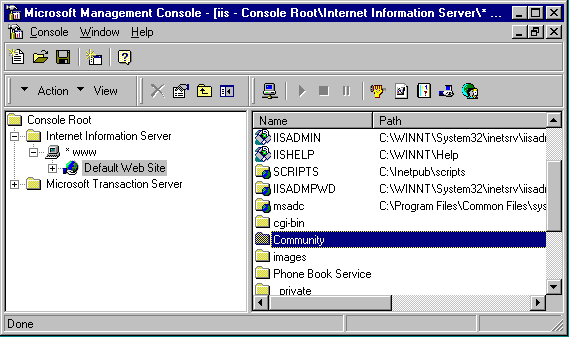 Microsoft Management Console - [iis - Console Root\Internet Information Server\* ...
Console Window Help
Action View
Console Root
Internet Information Server
* www
Default Web Site
Microsoft Transaction Server
Name Path
IISADMIN C:\WINNT\System32\inetsrv\iisadr
IISHELP C:\WINNT\Help
SCRIPTS C:\Inetpub\scripts
IISADMPWD C:\WINNT\System32\inetsrv\iisadr
msadc C:\Program Files\Common Files\sys
cgi-bin
Community
images
Phone Book Service
_private
Done